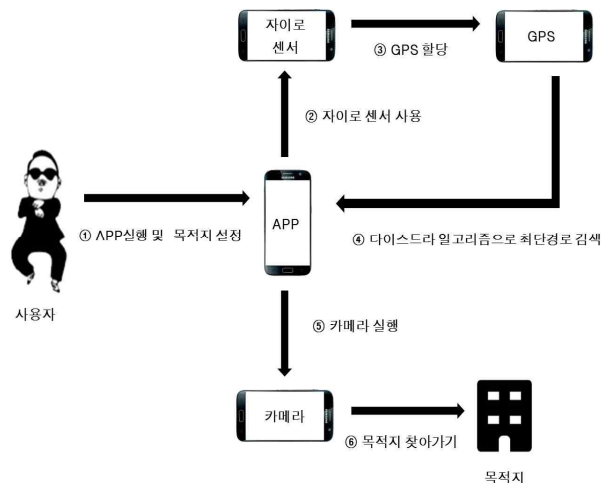 자이로
센서
③ GPS 할당
GPS
② 자이로 센서 사용
① APP실행 및 목적지 설정
APP
④ 다이스드라 일고리즘으로 최단경로 검색
사용자
⑤ 카메라 실행
카메라
⑥ 목적지 찾아가기
목적지